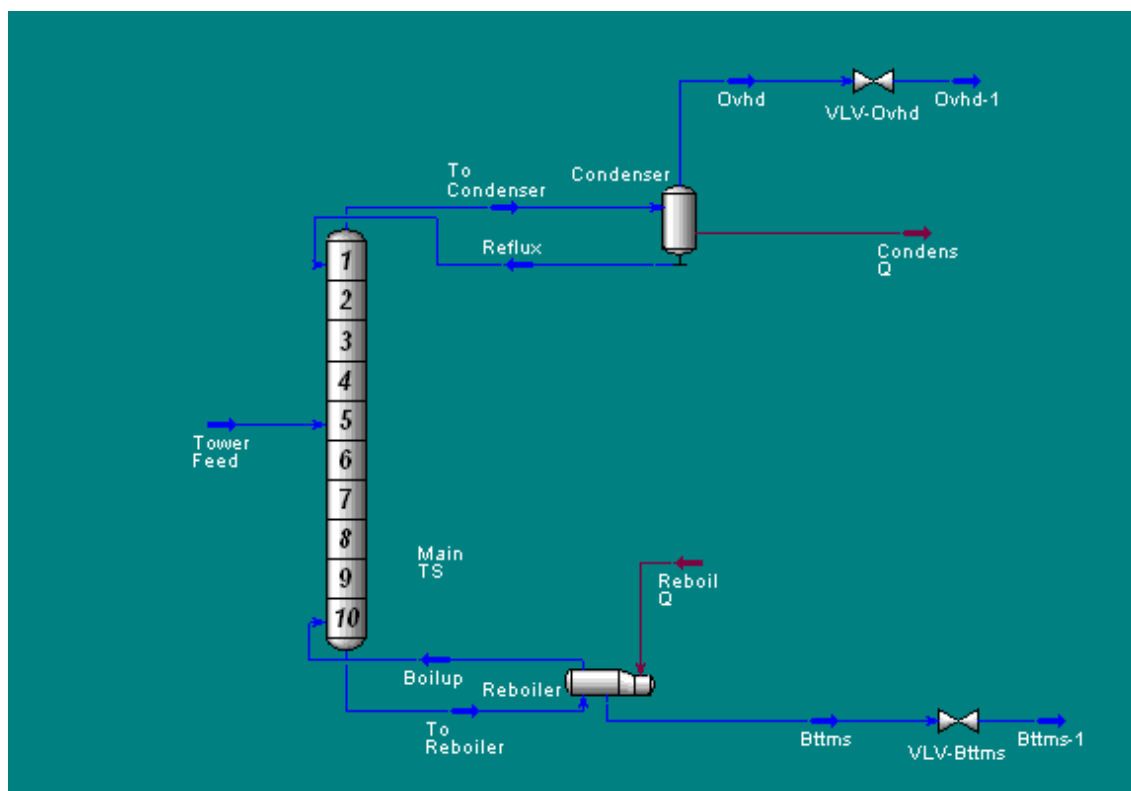 Ovhd
VLV-Ovhd
Ovhd-1
To
Condenser
Condenser
Reflux
Condens
Q
1
2
3
4
5
6
7
8
9
10
Tower
Feed
Main
TS
Reboil
Q
Boilup
Reboiler
To
Reboiler
Bttms
VLV-Bttms
Bttms-1